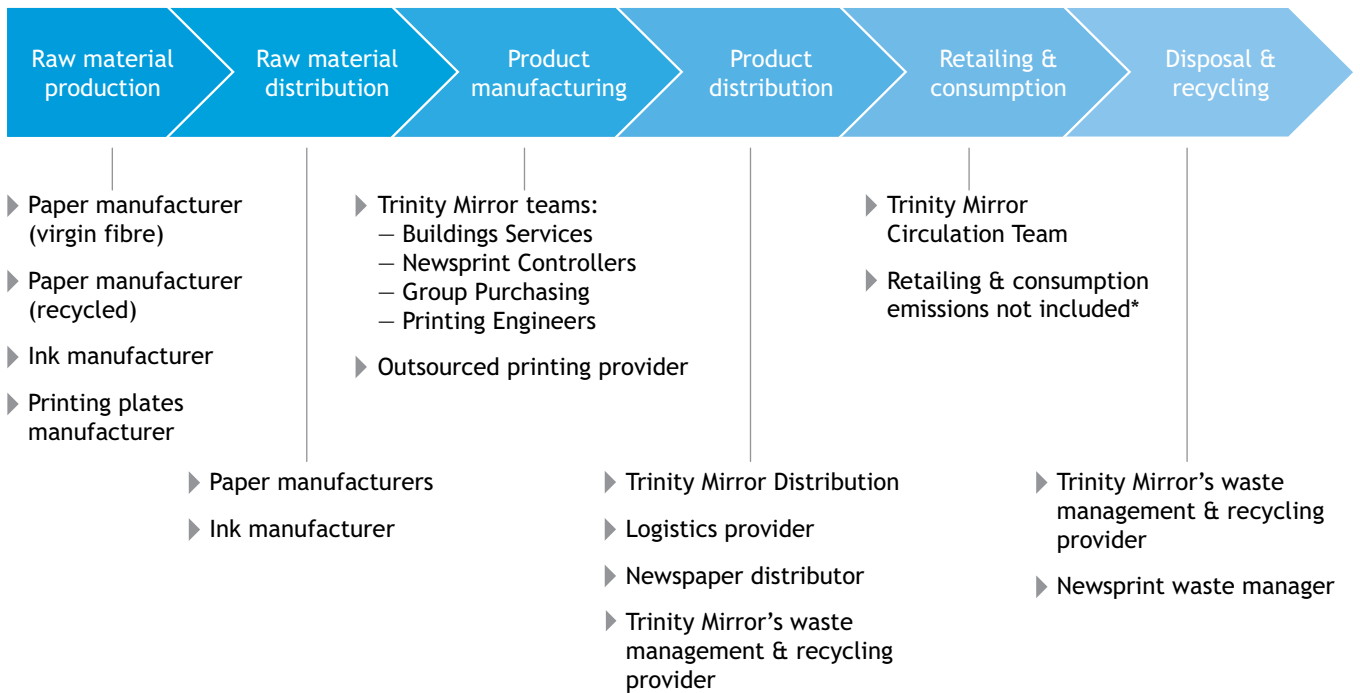 Raw material
production
Raw material
distribution
Product
manufacturing
Product
distribution
Retailing &
consumption
Disposal &
recycling
Paper manufacturer
(virgin fibre)
Paper manufacturer
(recycled)
Ink manufacturer
Printing plates
manufacturer
Paper manufacturers
Ink manufacturer
Trinity Mirror teams:
— Buildings Services
— Newsprint Controllers
— Group Purchasing
— Printing Engineers
Outsourced printing provider
Trinity Mirror Distribution
Logistics provider
Newspaper distributor
Trinity Mirror’s waste
management & recycling
provider
Trinity Mirror
Circulation Team
Retailing & consumption
emissions not included*
Trinity Mirror’s waste
management & recycling
provider
Newsprint waste manager